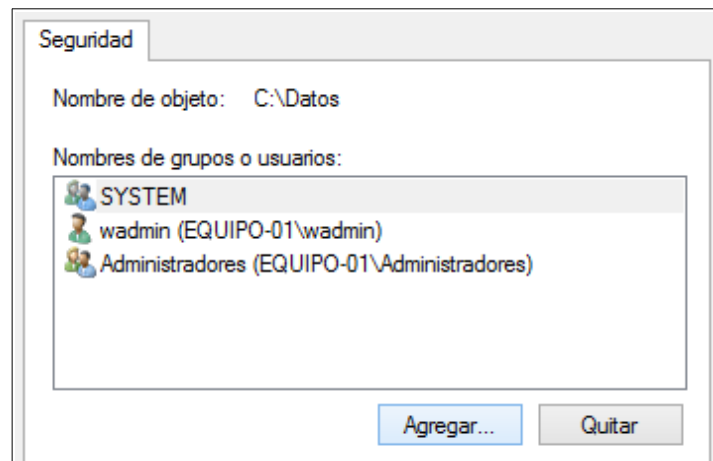 Seguridad
Nombre de objeto: C:\Datos
Nombres de grupos o usuarios:
SYSTEM
wadmin (EQUIPO-01\wadmin)
Administradores (EQUIPO-01\Administradores)
Agregar... Quitar